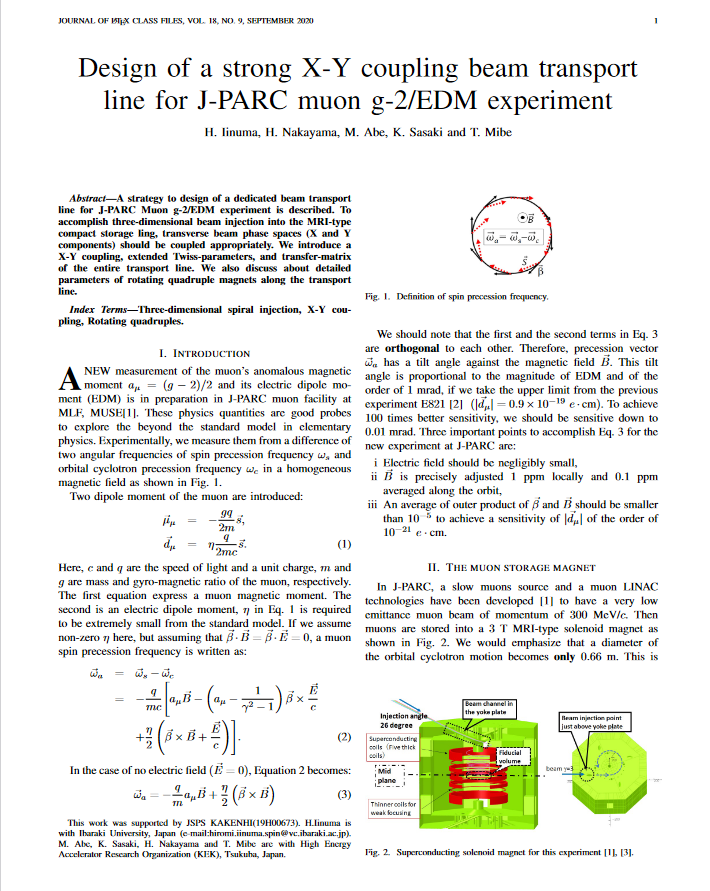 JOURNAL OF LATEX CLASS FILES, VOL. 18, NO. 9, SEPTEMBER 2020
1
Design of a strong X-Y coupling beam transport
line for J-PARC muon g-2/EDM experiment
H. Iinuma, H. Nakayama, M. Abe, K. Sasaki and T. Mibe
Abstract—A strategy to design of a dedicated beam transport
line for J-PARC Muon g-2/EDM experiment is described. To
accomplish three-dimensional beam injection into the MRI-type
compact storage ling, transverse beam phase spaces (X and Y
components) should be coupled appropriately. We introduce a
X-Y coupling, extended Twiss-parameters, and transfer-matrix
of the entire transport line. We also discuss about detailed
parameters of rotating quadruple magnets along the transport
line.
Index Terms—Three-dimensional spiral injection, X-Y cou-
pling, Rotating quadruples.
I. INTRODUCTION
A NEW measurement of the muon's anomalous magnetic
moment aμ = (g − 2)/2 and its electric dipole mo-
ment (EDM) is in preparation in J-PARC muon facility at
MLF, MUSE[1]. These physics quantities are good probes
to explore the beyond the standard model in elementary
physics. Experimentally, we measure them from a difference of
two angular frequencies of spin precession frequency ωs and
orbital cyclotron precession frequency ωc in a homogeneous
magnetic field as shown in Fig. 1.
Two dipole moment of the muon are introduced:
μ⃗μ = −gq/2m s⃗,
d⃗μ = η q/2mc s⃗. (1)
Here, c and q are the speed of light and a unit charge, m and
g are mass and gyro-magnetic ratio of the muon, respectively.
The first equation express a muon magnetic moment. The
second is an electric dipole moment, η in Eq. 1 is required
to be extremely small from the standard model. If we assume
non-zero η here, but assuming that β⃗ · B⃗ = β⃗ · E⃗ = 0, a muon
spin precession frequency is written as:
ω⃗a = ω⃗s − ω⃗c
= −q/mc [aμB⃗ − (aμ − 1/(γ² − 1)) β⃗ × E⃗/c
+η/2 (β⃗ × B⃗ + E⃗/c)]. (2)
In the case of no electric field (E⃗ = 0), Equation 2 becomes:
ω⃗a = −q/m aμB⃗ + η/2 (β⃗ × B⃗) (3)
This work was supported by JSPS KAKENHI(19H00673). H.Iinuma is
with Ibaraki University, Japan (e-mail:hiromi.iinuma.spin@vc.ibaraki.ac.jp).
M. Abe, K. Sasaki, H. Nakayama and T. Mibe are with High Energy
Accelerator Research Organization (KEK), Tsukuba, Japan.
B⃗
ω⃗a = ω⃗s−ω⃗c
S⃗
β⃗
Fig. 1. Definition of spin precession frequency.
We should note that the first and the second terms in Eq. 3
are orthogonal to each other. Therefore, precession vector
ω⃗a has a tilt angle against the magnetic field B⃗. This tilt
angle is proportional to the magnitude of EDM and of the
order of 1 mrad, if we take the upper limit from the previous
experiment E821 [2] (|d⃗μ| = 0.9 × 10⁻¹⁹ e · cm). To achieve
100 times better sensitivity, we should be sensitive down to
0.01 mrad. Three important points to accomplish Eq. 3 for the
new experiment at J-PARC are:
i Electric field should be negligibly small,
ii B⃗ is precisely adjusted 1 ppm locally and 0.1 ppm
averaged along the orbit,
iii An average of outer product of β⃗ and B⃗ should be smaller
than 10⁻⁵ to achieve a sensitivity of |d⃗μ| of the order of
10⁻²¹ e · cm.
II. THE MUON STORAGE MAGNET
In J-PARC, a slow muons source and a muon LINAC
technologies have been developed [1] to have a very low
emittance muon beam of momentum of 300 MeV/c. Then
muons are stored into a 3 T MRI-type solenoid magnet as
shown in Fig. 2. We would emphasize that a diameter of
the orbital cyclotron motion becomes only 0.66 m. This is
Injection angle
26 degree
Beam channel in
the yoke plate
Superconducting
coils (Five thick
coils)
Fiducial
volume
Mid
plane
Thinner coils for
weak focusing
Beam injection point
just above yoke plate
beam
Fig. 2. Superconducting solenoid magnet for this experiment [1], [3].